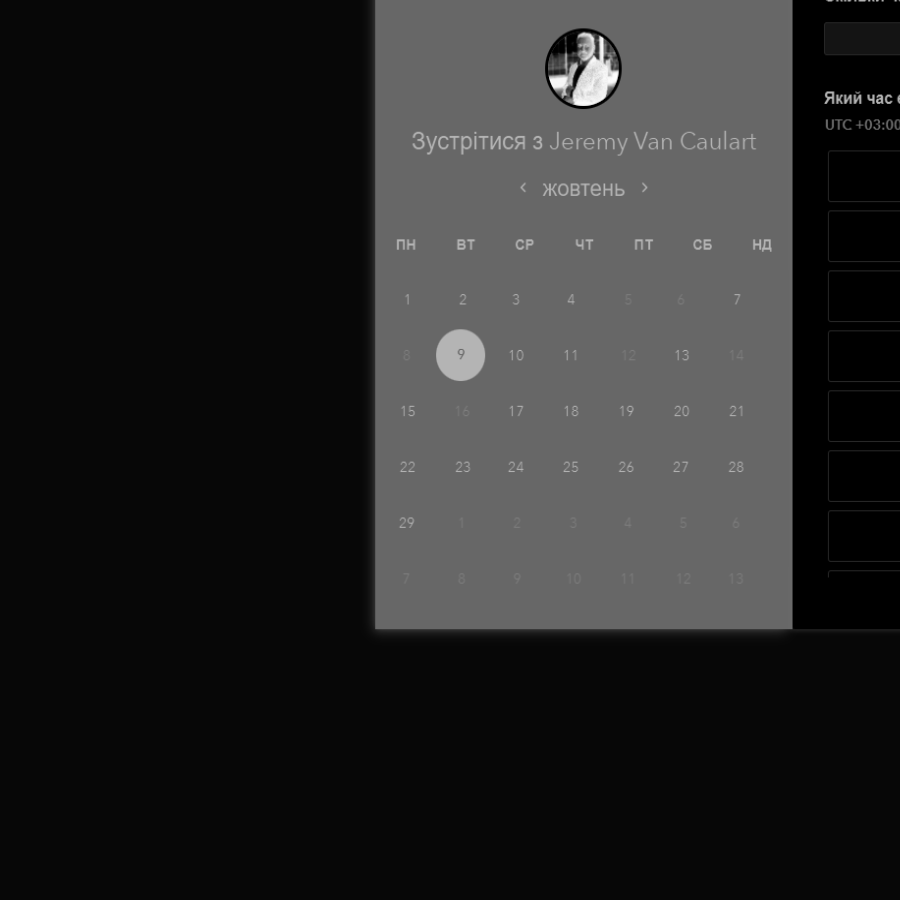 Який час
UTC +03:00
Зустрітися з Jeremy Van Caulart
жовтень
ПН ВТ СР ЧТ ПТ СБ НД
1 2 3 4 5 6 7
8 9 10 11 12 13 14
15 16 17 18 19 20 21
22 23 24 25 26 27 28
29 1 2 3 4 5 6
7 8 9 10 11 12 13